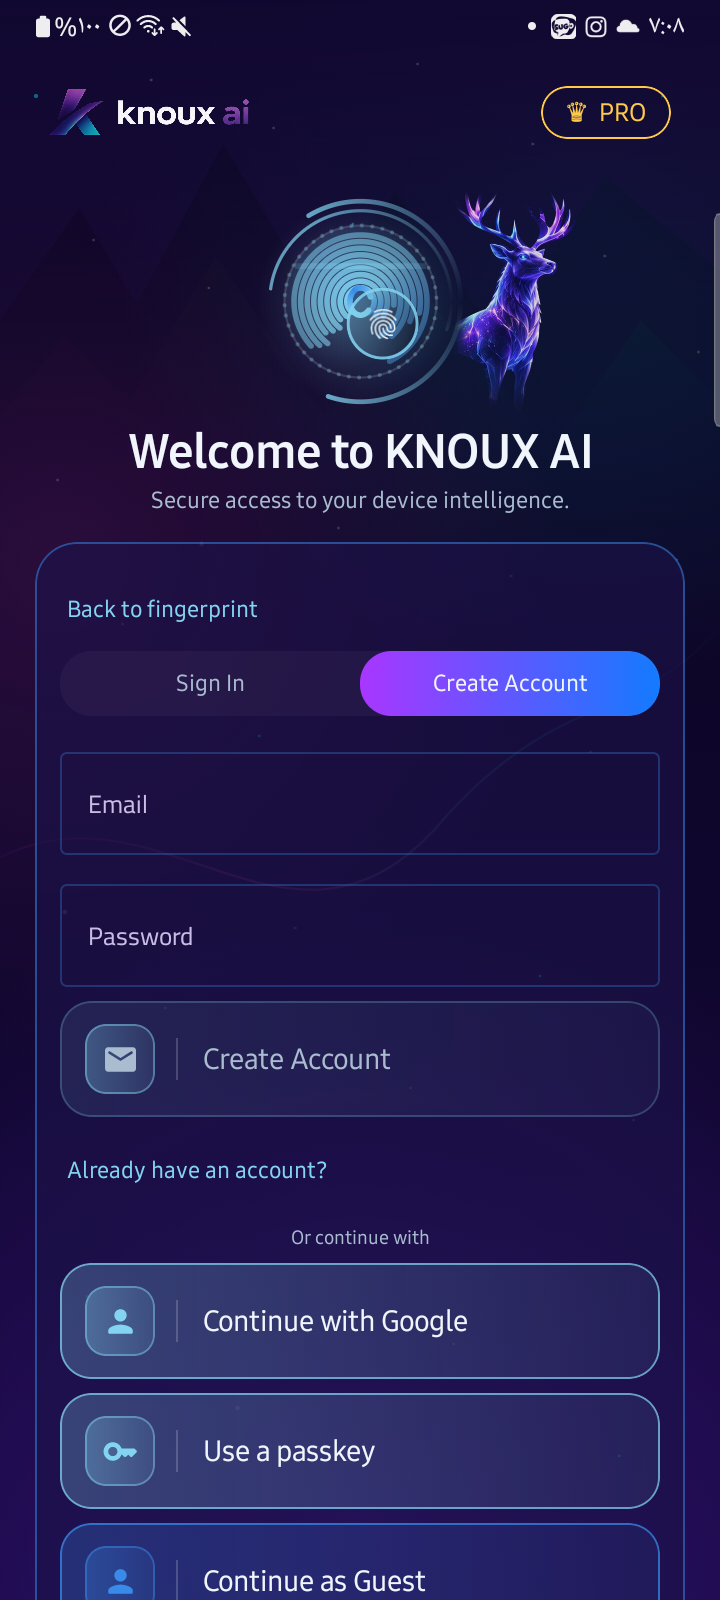 %١٠٠ ٧:٠٨
knoux ai
PRO
Welcome to KNOUX AI
Secure access to your device intelligence.
Back to fingerprint
Sign In
Create Account
Email
Password
Create Account
Already have an account?
Or continue with
Continue with Google
Use a passkey
Continue as Guest